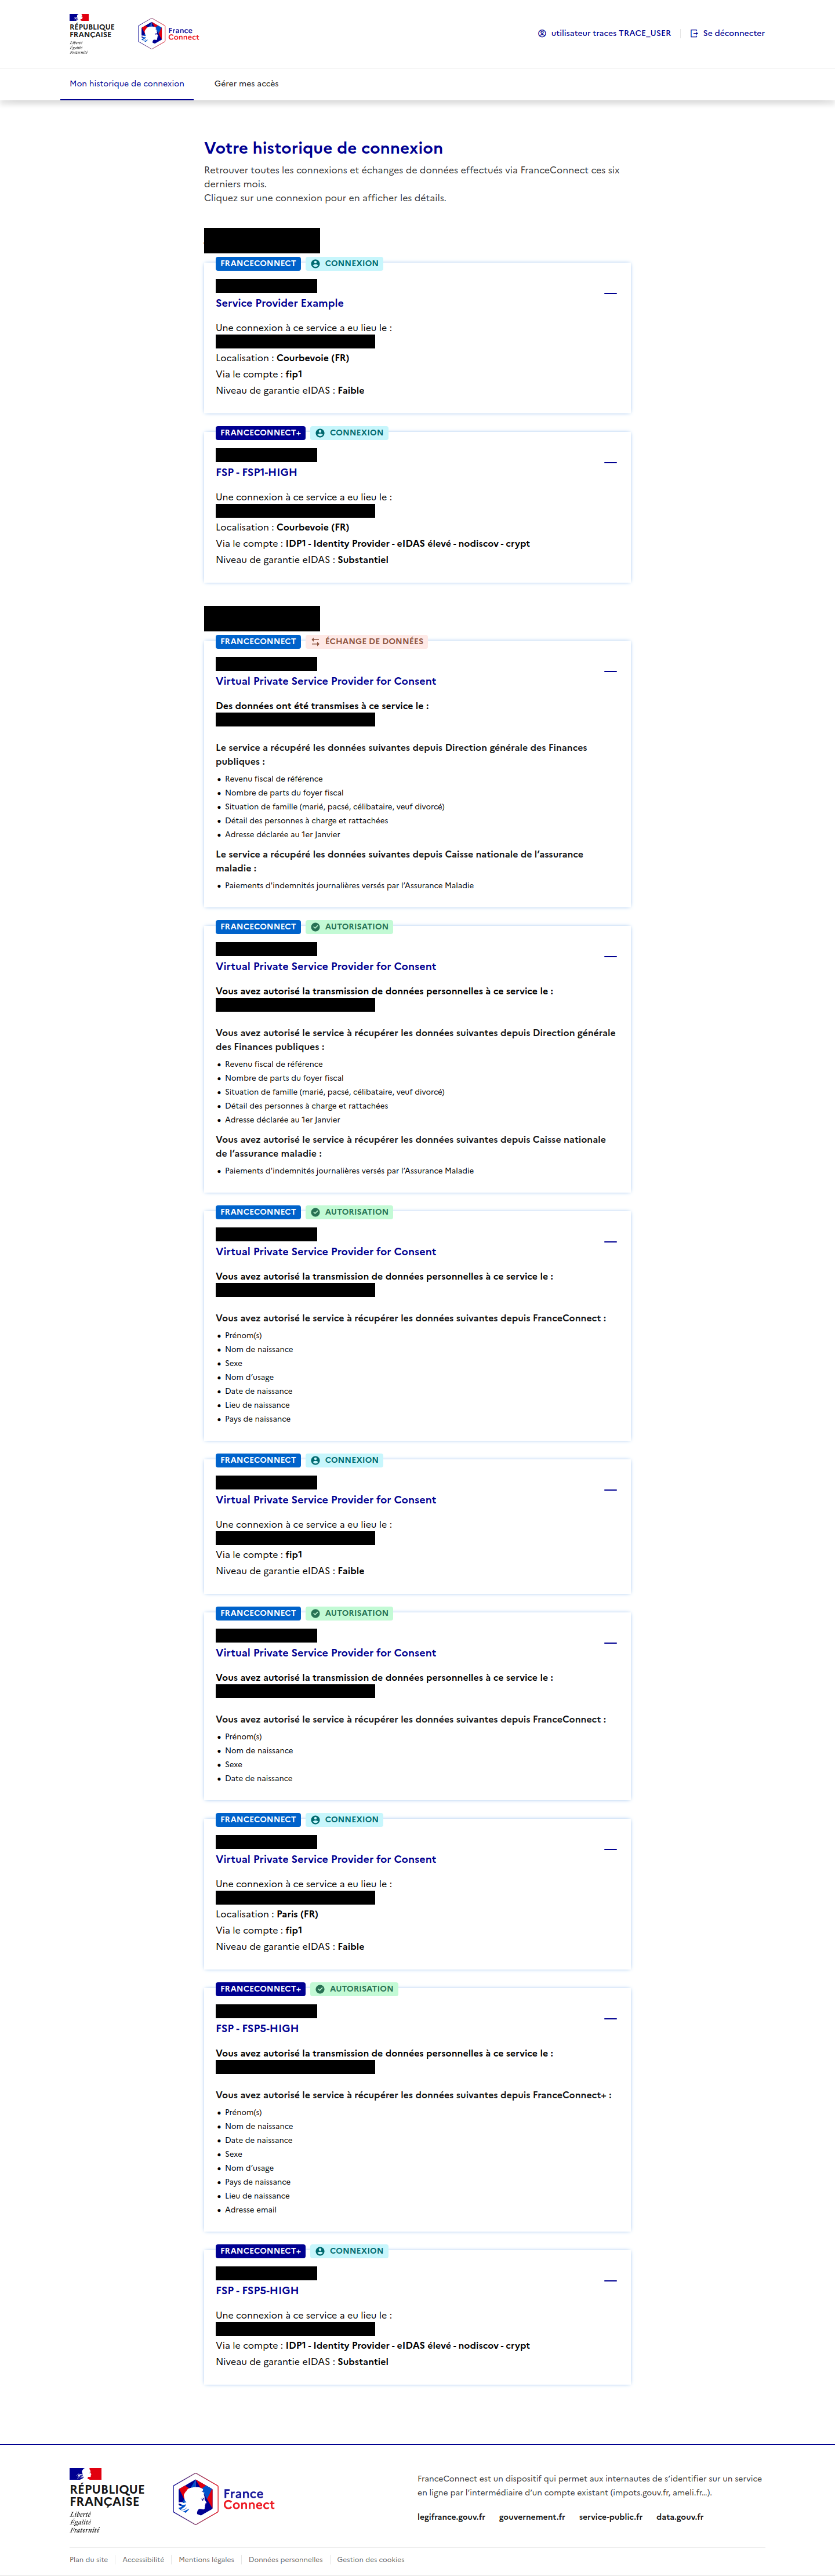 RÉPUBLIQUE
FRANÇAISE
Liberté
Égalité
Fraternité
France
Connect
utilisateur traces TRACE_USER
Se déconnecter
Mon historique de connexion
Gérer mes accès
Votre historique de connexion
Retrouver toutes les connexions et échanges de données effectués via FranceConnect ces six
derniers mois.
Cliquez sur une connexion pour en afficher les détails.
FRANCECONNECT CONNEXION
Service Provider Example
Une connexion à ce service a eu lieu le :
Localisation : Courbevoie (FR)
Via le compte : fip1
Niveau de garantie eIDAS : Faible
FRANCECONNECT+ CONNEXION
FSP - FSP1-HIGH
Une connexion à ce service a eu lieu le :
Localisation : Courbevoie (FR)
Via le compte : IDP1 - Identity Provider - eIDAS élevé - nodiscov - crypt
Niveau de garantie eIDAS : Substantiel
FRANCECONNECT ÉCHANGE DE DONNÉES
Virtual Private Service Provider for Consent
Des données ont été transmises à ce service le :
Le service a récupéré les données suivantes depuis Direction générale des Finances
publiques :
Revenu fiscal de référence
Nombre de parts du foyer fiscal
Situation de famille (marié, pacsé, célibataire, veuf divorcé)
Détail des personnes à charge et rattachées
Adresse déclarée au 1er Janvier
Le service a récupéré les données suivantes depuis Caisse nationale de l’assurance
maladie :
Paiements d’indemnités journalières versés par l’Assurance Maladie
FRANCECONNECT AUTORISATION
Virtual Private Service Provider for Consent
Vous avez autorisé la transmission de données personnelles à ce service le :
Vous avez autorisé le service à récupérer les données suivantes depuis Direction générale
des Finances publiques :
Revenu fiscal de référence
Nombre de parts du foyer fiscal
Situation de famille (marié, pacsé, célibataire, veuf divorcé)
Détail des personnes à charge et rattachées
Adresse déclarée au 1er Janvier
Vous avez autorisé le service à récupérer les données suivantes depuis Caisse nationale
de l’assurance maladie :
Paiements d’indemnités journalières versés par l’Assurance Maladie
FRANCECONNECT AUTORISATION
Virtual Private Service Provider for Consent
Vous avez autorisé la transmission de données personnelles à ce service le :
Vous avez autorisé le service à récupérer les données suivantes depuis FranceConnect :
Prénom(s)
Nom de naissance
Sexe
Nom d’usage
Date de naissance
Lieu de naissance
Pays de naissance
FRANCECONNECT CONNEXION
Virtual Private Service Provider for Consent
Une connexion à ce service a eu lieu le :
Via le compte : fip1
Niveau de garantie eIDAS : Faible
FRANCECONNECT AUTORISATION
Virtual Private Service Provider for Consent
Vous avez autorisé la transmission de données personnelles à ce service le :
Vous avez autorisé le service à récupérer les données suivantes depuis FranceConnect :
Prénom(s)
Nom de naissance
Sexe
Date de naissance
FRANCECONNECT CONNEXION
Virtual Private Service Provider for Consent
Une connexion à ce service a eu lieu le :
Localisation : Paris (FR)
Via le compte : fip1
Niveau de garantie eIDAS : Faible
FRANCECONNECT+ AUTORISATION
FSP - FSP5-HIGH
Vous avez autorisé la transmission de données personnelles à ce service le :
Vous avez autorisé le service à récupérer les données suivantes depuis FranceConnect+ :
Prénom(s)
Nom de naissance
Date de naissance
Sexe
Nom d’usage
Pays de naissance
Lieu de naissance
Adresse email
FRANCECONNECT+ CONNEXION
FSP - FSP5-HIGH
Une connexion à ce service a eu lieu le :
Via le compte : IDP1 - Identity Provider - eIDAS élevé - nodiscov - crypt
Niveau de garantie eIDAS : Substantiel
RÉPUBLIQUE
FRANÇAISE
Liberté
Égalité
Fraternité
France
Connect
FranceConnect est un dispositif qui permet aux internautes de s’identifier sur un service
en ligne par l’intermédiaire d’un compte existant (impots.gouv.fr, ameli.fr...).
legifrance.gouv.fr gouvernement.fr service-public.fr data.gouv.fr
Plan du site Accessibilité Mentions légales Données personnelles Gestion des cookies